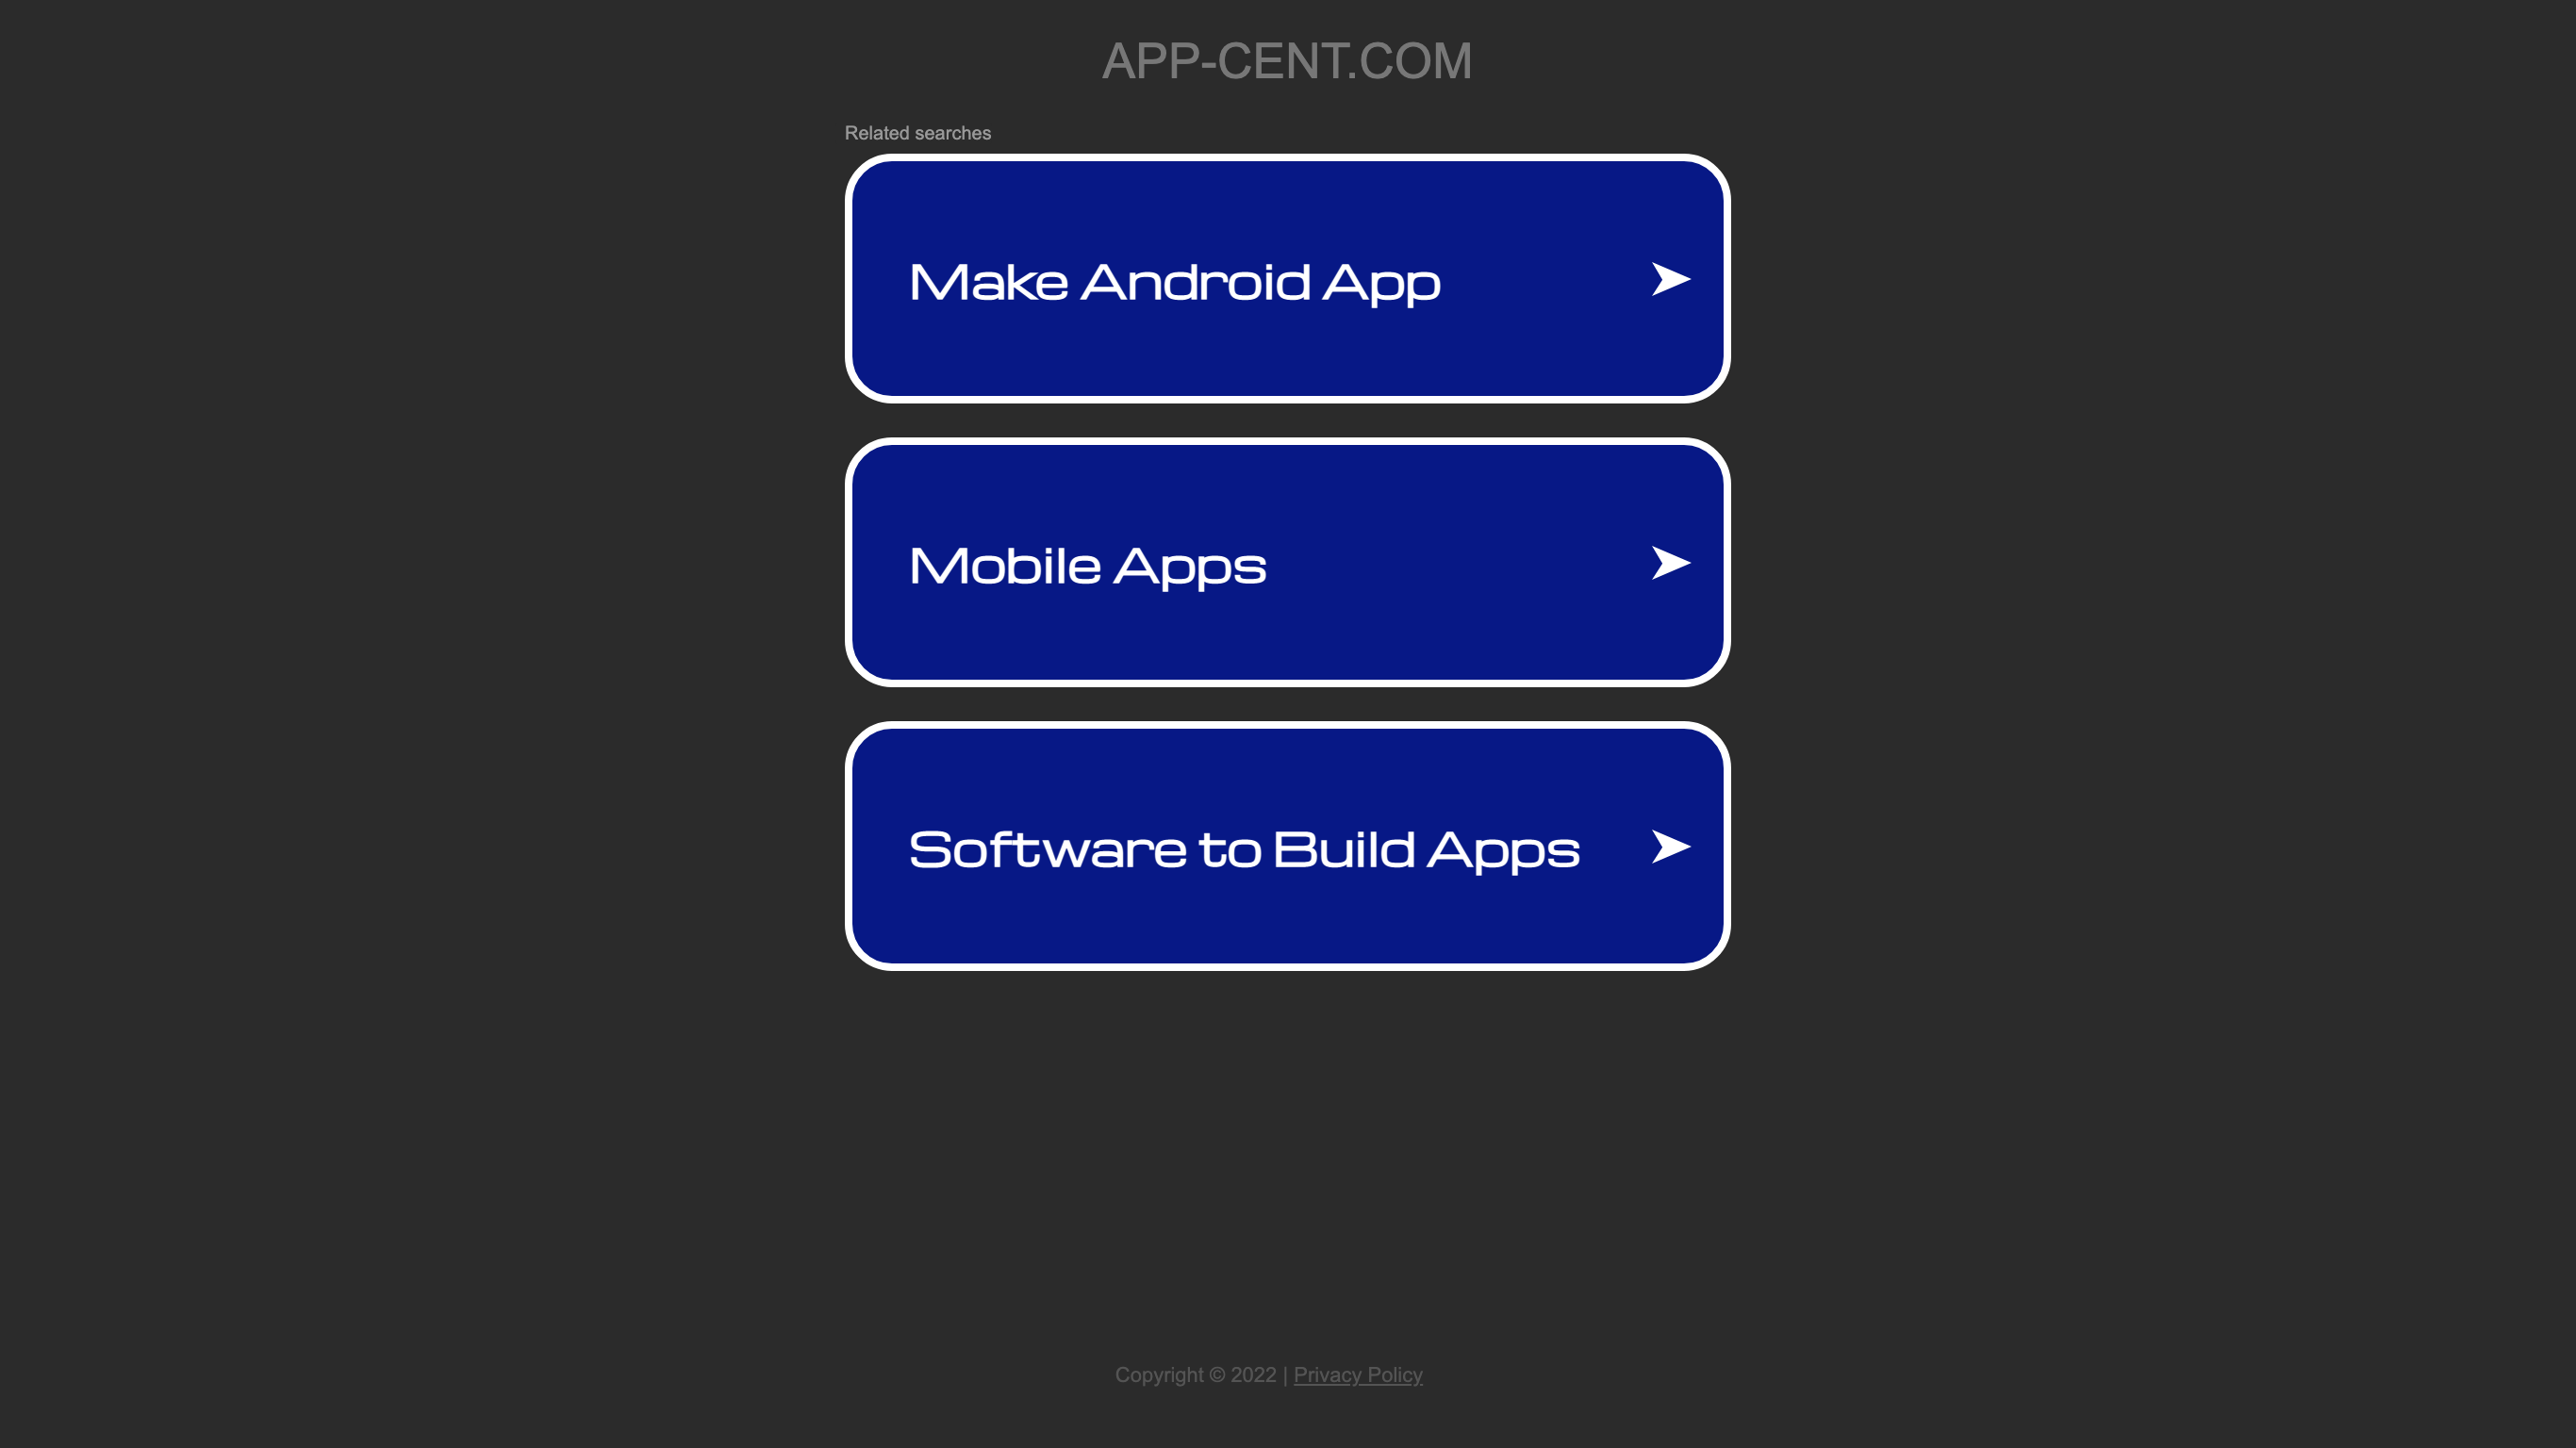 APP-CENT.COM
Related searches
Make Android App
Mobile Apps
Software to Build Apps
Copyright © 2022 | Privacy Policy